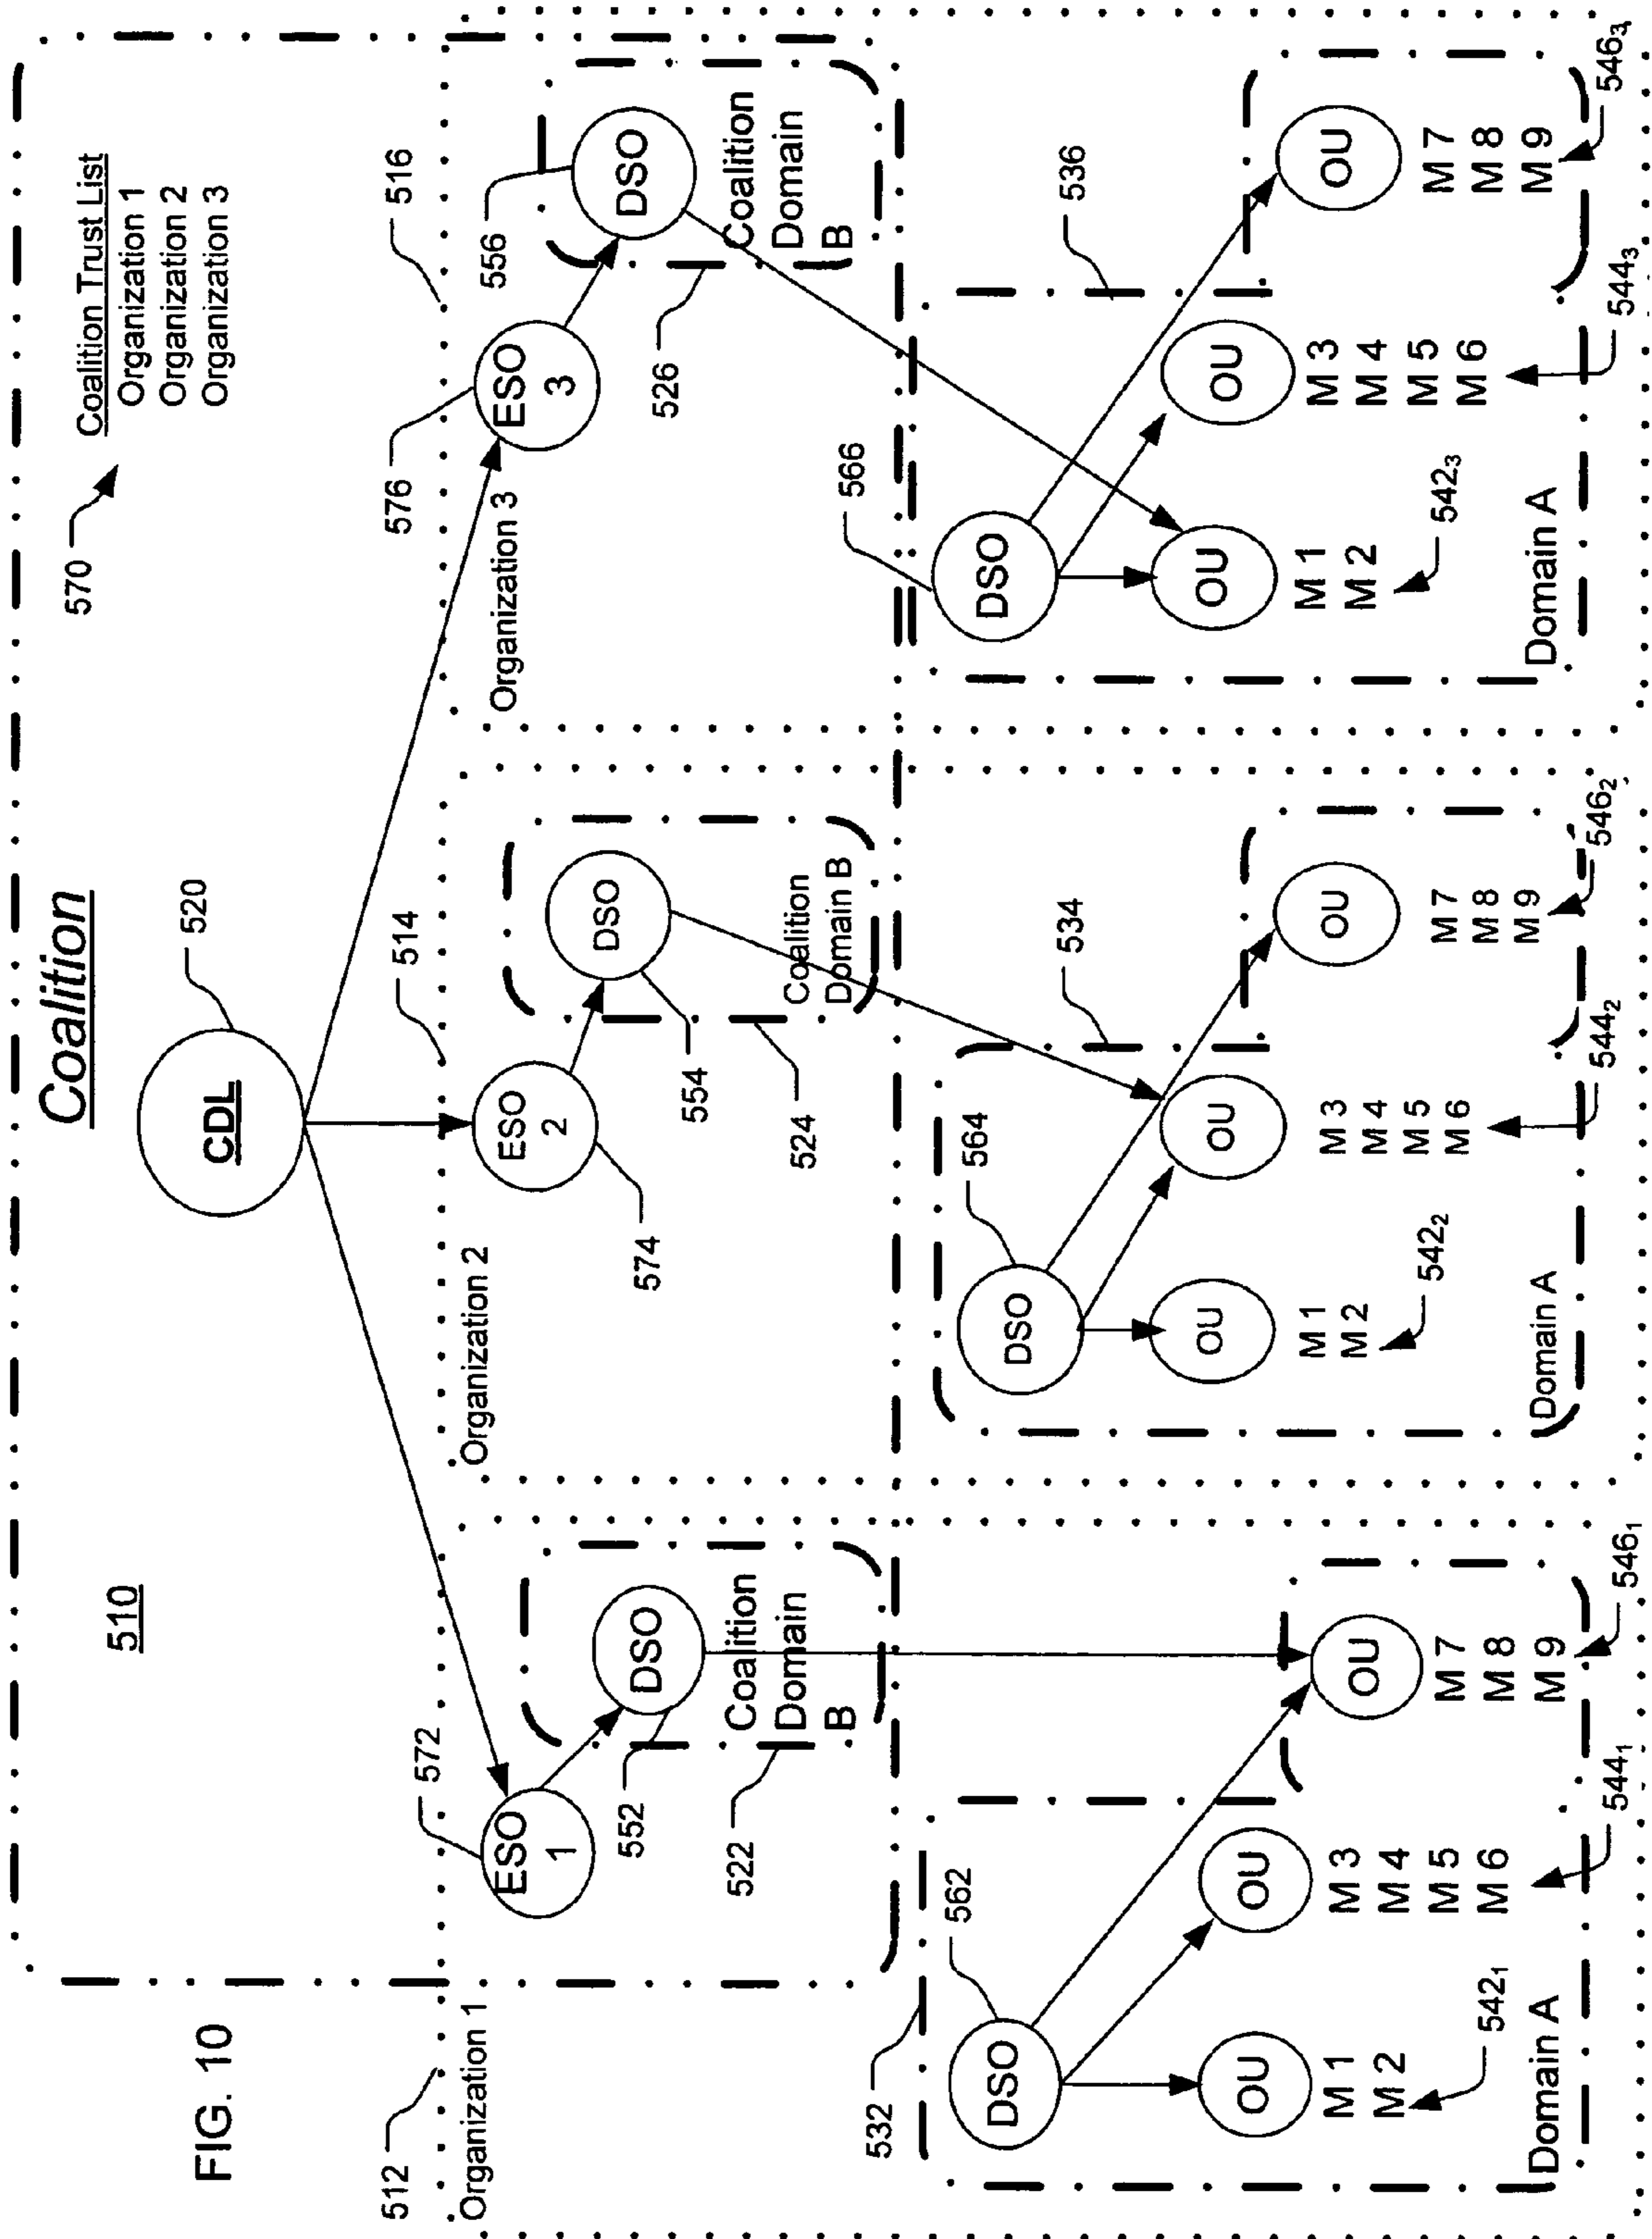 FIG. 10
Coalition
510
CDL
520
570
Coalition Trust List
Organization 1
Organization 2
Organization 3
512
Organization 1
572
ESO
1
DSO
552
522
Coalition
Domain
B
514
Organization 2
ESO
2
574
DSO
554
524
Coalition
Domain B
516
Organization 3
576
ESO
3
556
DSO
526
Coalition
Domain
B
532
562
DSO
OU
M 1
M 2
542₁
OU
M 3
M 4
M 5
M 6
544₁
OU
M 7
M 8
M 9
546₁
Domain A
534
564
DSO
OU
M 1
M 2
542₂
OU
M 3
M 4
M 5
M 6
544₂
OU
M 7
M 8
M 9
546₂
Domain A
536
566
DSO
OU
M 1
M 2
542₃
OU
M 3
M 4
M 5
M 6
544₃
OU
M 7
M 8
M 9
546₃
Domain A